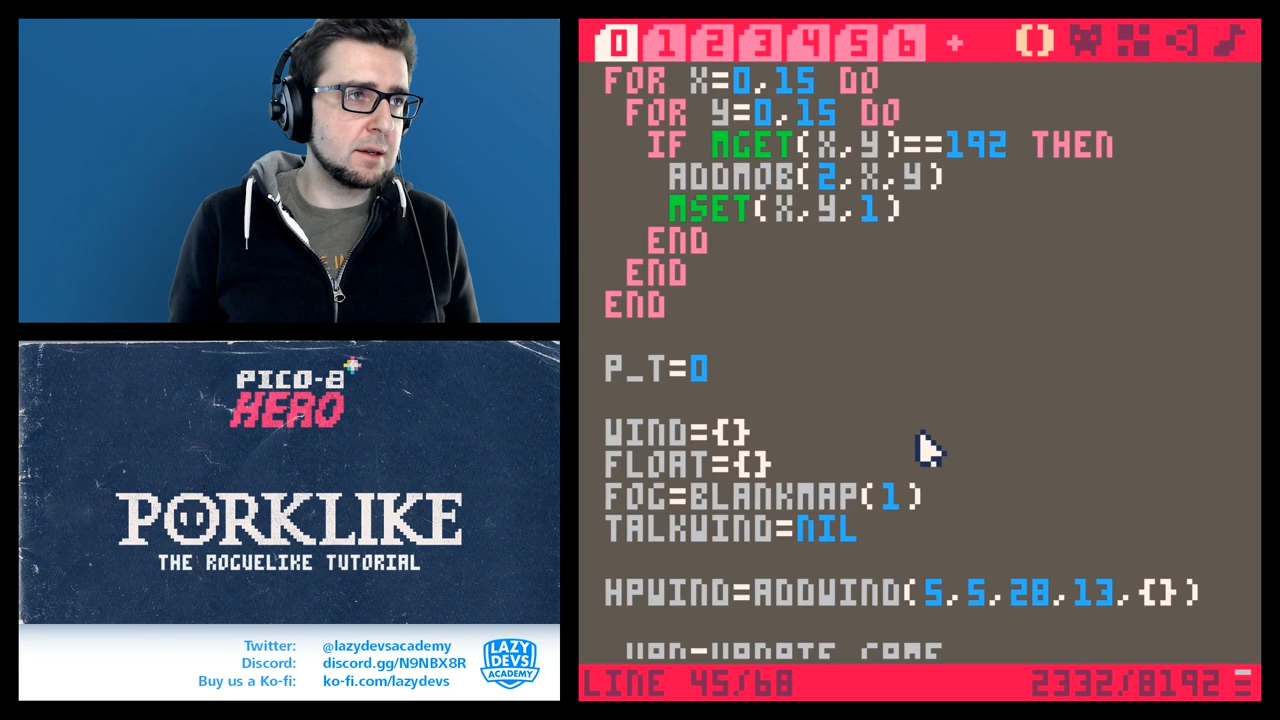 0 1 2 3 4 5 6 +
FOR X=0,15 DO
FOR Y=0,15 DO
IF MGET(X,Y)==192 THEN
ADDMOB(2,X,Y)
MSET(X,Y,1)
END
END
END
P_T=0
WIND={}
FLOAT={}
FOG=BLANKMAP(1)
TALKWIND=NIL
HPWIND=ADDWIND(5,5,28,13,{})
LINE 45/68 2332/8192
PICO-8
HERO
PORKLIKE
THE ROGUELIKE TUTORIAL
Twitter: @lazydevsacademy
Discord: discord.gg/N9NBX8R
Buy us a Ko-fi: ko-fi.com/lazydevs
LAZY
DEVS
ACADEMY